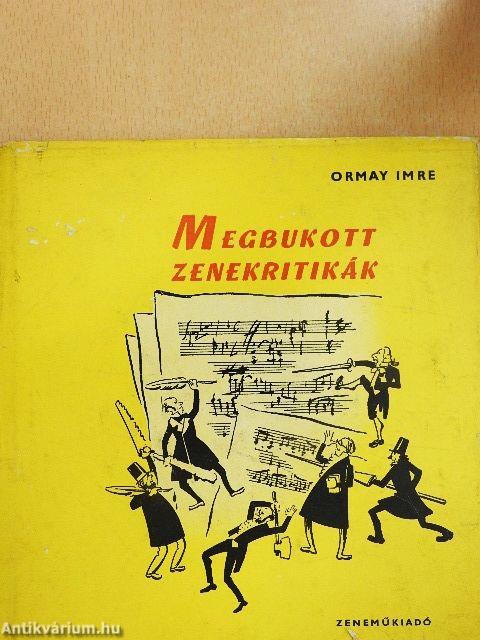 ORMAY IMRE
MEGBUKOTT
ZENEKRITIKÁK
ZENEMŰKIADÓ
Antikvárium.hu